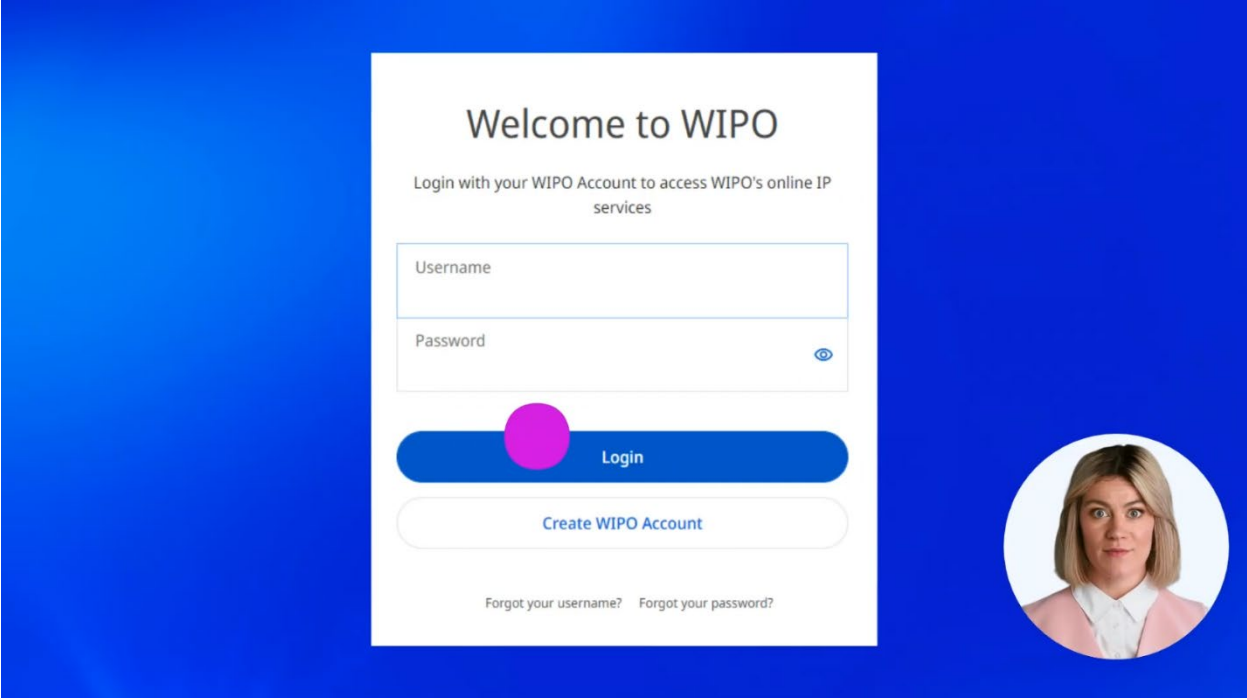 Welcome to WIPO
Login with your WIPO Account to access WIPO's online IP
services
Username
Password
Login
Create WIPO Account
Forgot your username? Forgot your password?